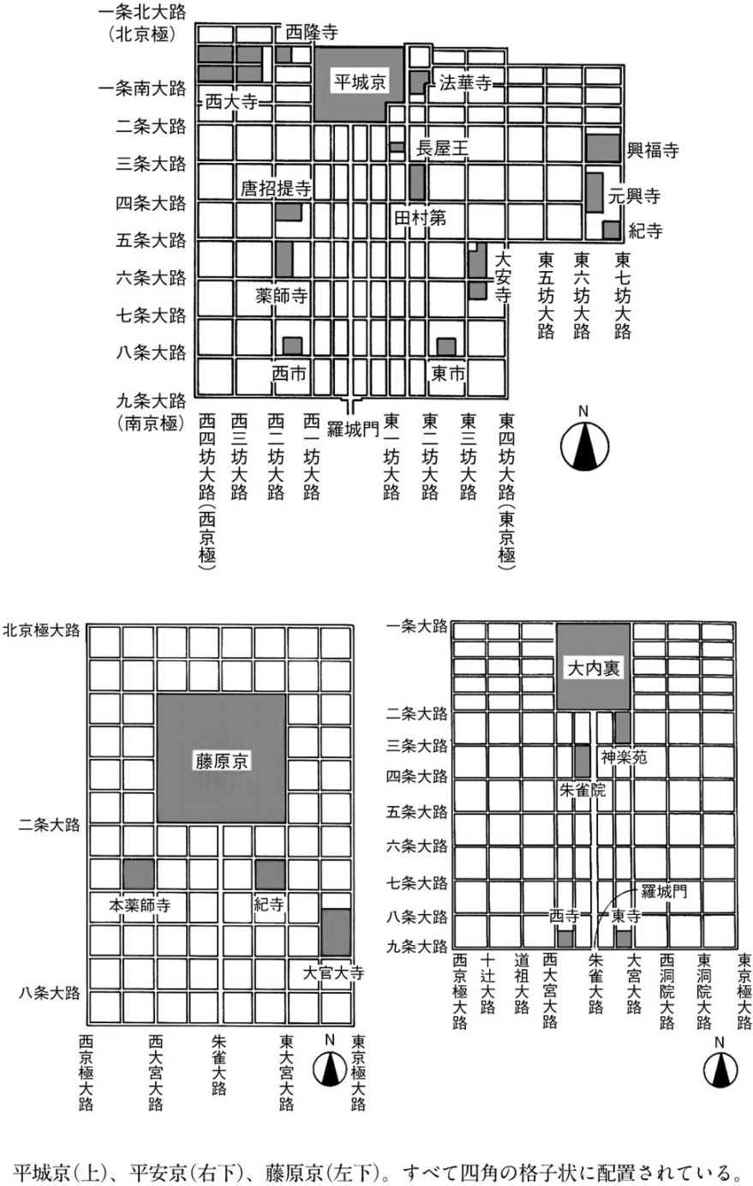 一条北大路
(北京極)
西隆寺
平城京
法華寺
一条南大路
西大寺
二条大路
長屋王
興福寺
三条大路
唐招提寺
元興寺
四条大路
田村第
紀寺
五条大路
大安寺
東五坊大路
東六坊大路
東七坊大路
六条大路
薬師寺
七条大路
八条大路
西市
東市
九条大路
(南京極)
羅城門
西四坊大路(西京極)
西三坊大路
西二坊大路
西一坊大路
東一坊大路
東二坊大路
東三坊大路
東四坊大路(東京極)
N
北京極大路
藤原京
二条大路
本薬師寺
紀寺
大官大寺
八条大路
西京極大路
西大宮大路
朱雀大路
東大宮大路
東京極大路
N
一条大路
大内裏
二条大路
三条大路
神楽苑
四条大路
朱雀院
五条大路
六条大路
七条大路
羅城門
八条大路
西寺
東寺
九条大路
西京極大路
十辻大路
道祖大路
西大宮大路
朱雀大路
大宮大路
西洞院大路
東洞院大路
東京極大路
N
平城京(上)、平安京(右下)、藤原京(左下)。すべて四角の格子状に配置されている。